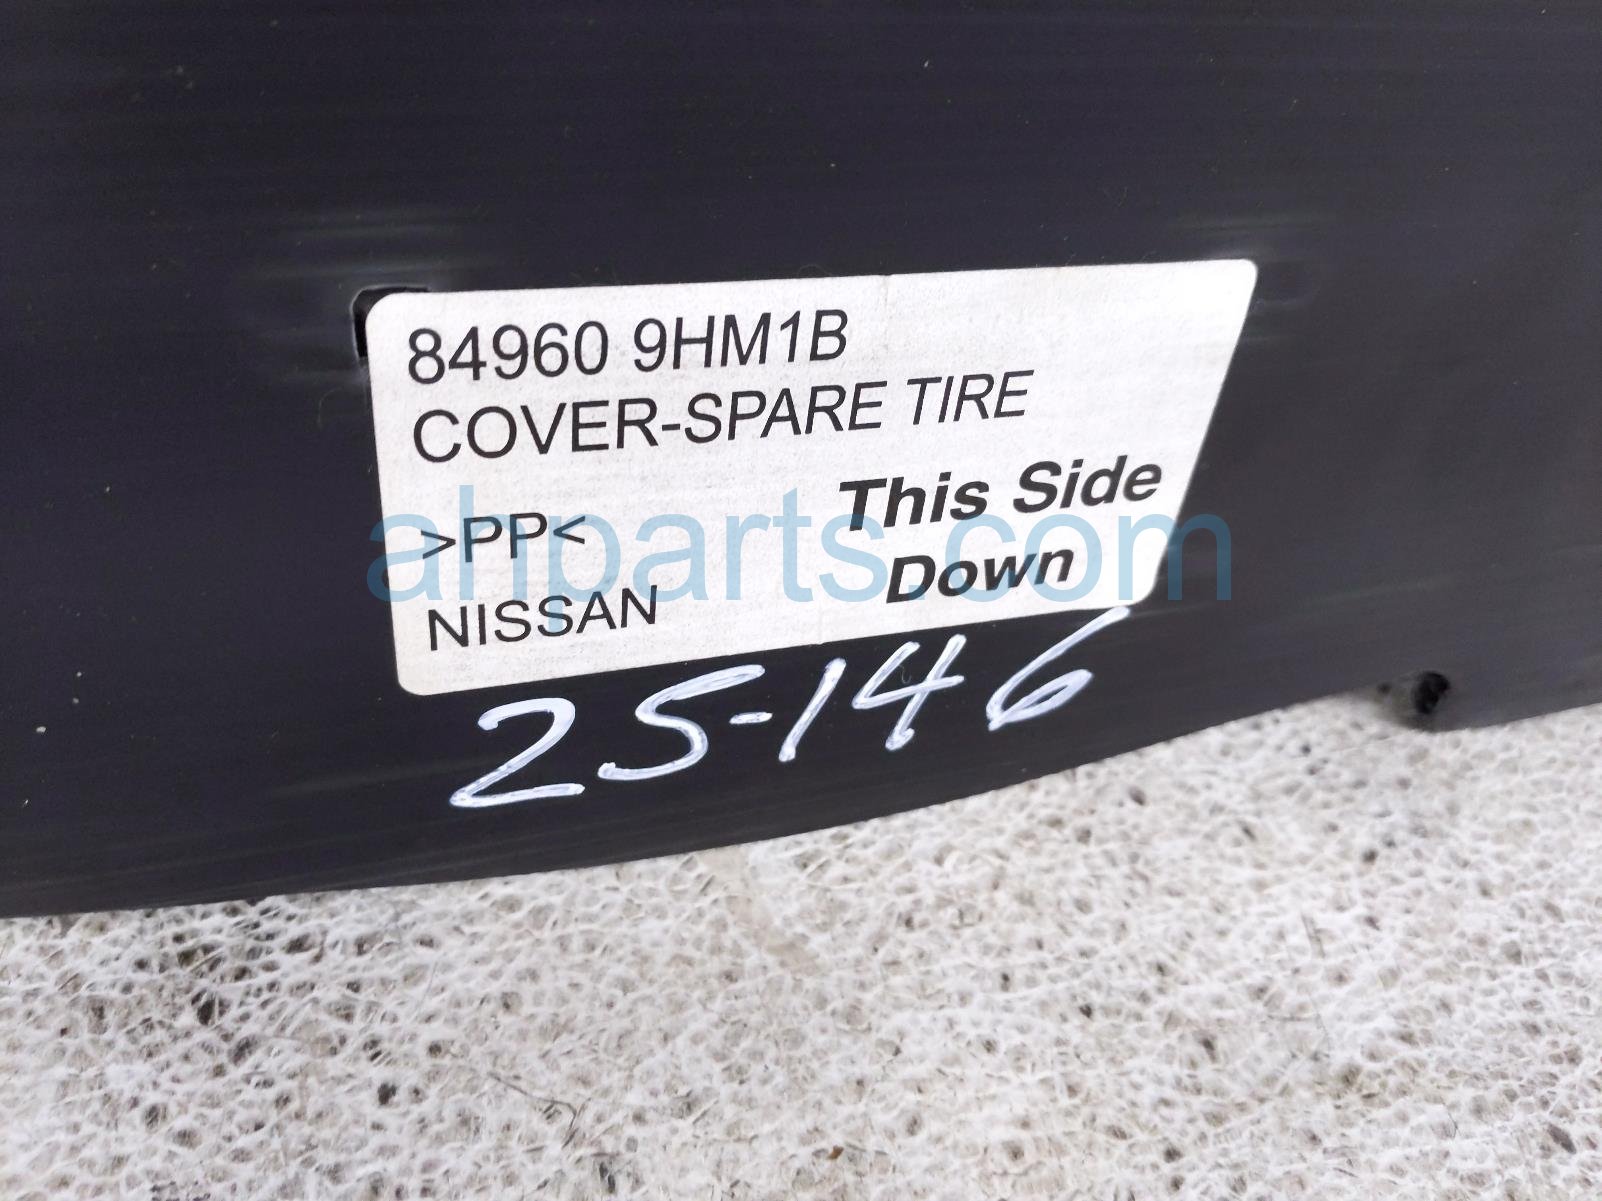 84960 9HM1B
COVER-SPARE TIRE
This Side
>PP<
Down
NISSAN
25-146
ahparts.com